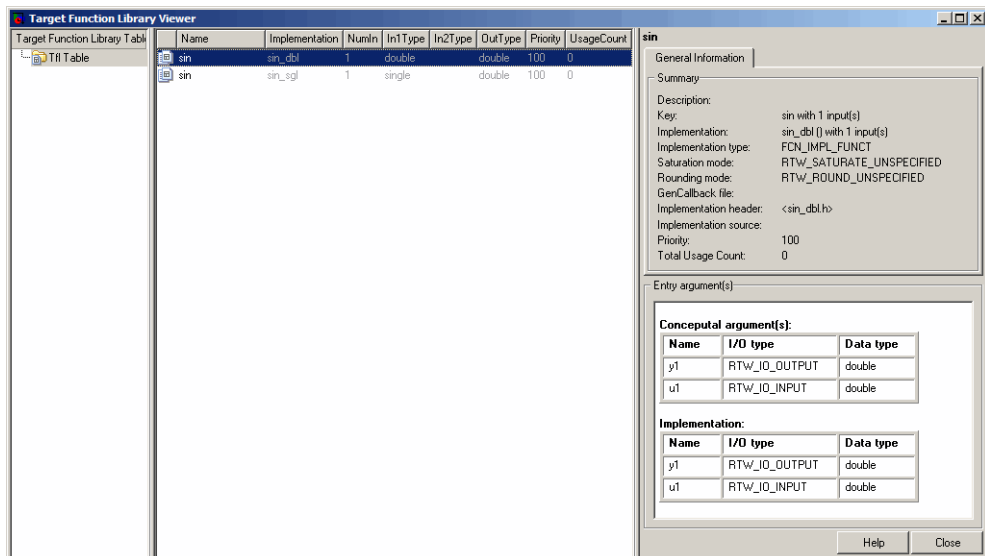 Target Function Library Viewer
Target Function Library Table
Tfl Table
Name Implementation NumIn In1Type In2Type OutType Priority UsageCount
sin sin_dbl 1 double double 100 0
sin sin_sgl 1 single double 100 0
sin
General Information
Summary
Description:
Key: sin with 1 input(s)
Implementation: sin_dbl () with 1 input(s)
Implementation type: FCN_IMPL_FUNCT
Saturation mode: RTW_SATURATE_UNSPECIFIED
Rounding mode: RTW_ROUND_UNSPECIFIED
GenCallback file:
Implementation header: <sin_dbl.h>
Implementation source:
Priority: 100
Total Usage Count: 0
Entry argument(s)
Conceputal argument(s):
Name I/O type Data type
y1 RTW_IO_OUTPUT double
u1 RTW_IO_INPUT double
Implementation:
Name I/O type Data type
y1 RTW_IO_OUTPUT double
u1 RTW_IO_INPUT double
Help Close